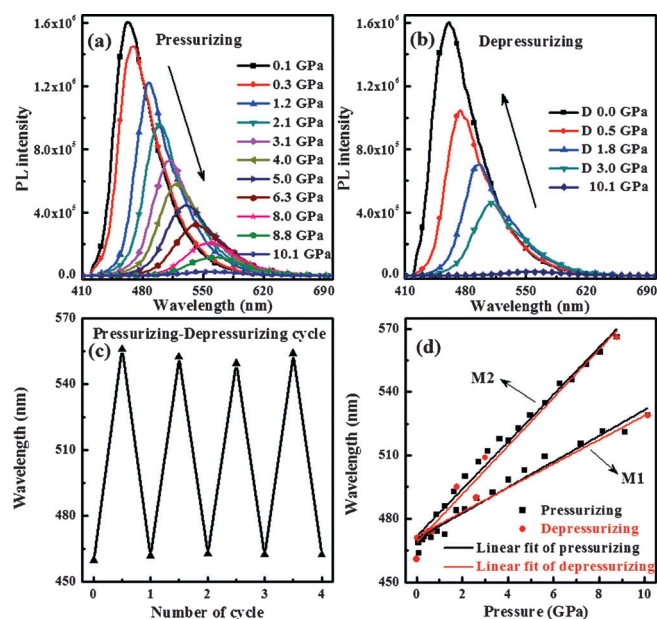 (a) Pressurizing
0.1 GPa
0.3 GPa
1.2 GPa
2.1 GPa
3.1 GPa
4.0 GPa
5.0 GPa
6.3 GPa
8.0 GPa
8.8 GPa
10.1 GPa
PL intensity
1.6x10⁶
1.2x10⁶
8.0x10⁵
4.0x10⁵
0.0
410 480 550 620 690
Wavelength (nm)
(b) Depressurizing
D 0.0 GPa
D 0.5 GPa
D 1.8 GPa
D 3.0 GPa
10.1 GPa
PL intensity
1.6x10⁶
1.2x10⁶
8.0x10⁵
4.0x10⁵
0.0
410 480 550 620 690
Wavelength (nm)
Pressurizing-Depressurizing cycle
(c)
Wavelength (nm)
570
540
510
480
450
0 1 2 3 4
Number of cycle
(d)
M2
M1
Pressurizing
Depressurizing
Linear fit of pressurizing
Linear fit of depressurizing
Wavelength (nm)
570
540
510
480
450
0 2 4 6 8 10
Pressure (GPa)